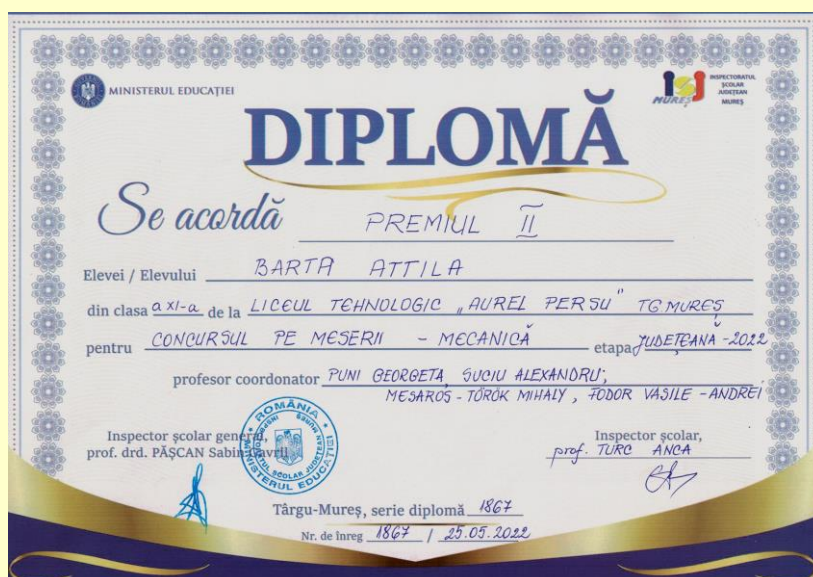 MINISTERUL EDUCAȚIEI
MUREȘ
INSPECTORATUL
ȘCOLAR
JUDEȚEAN
MUREȘ
DIPLOMĂ
Se acordă PREMIUL II
Elevei / Elevului BARTA ATTILA
din clasa a XI-a de la LICEUL TEHNOLOGIC „AUREL PERSU" TG MUREȘ
pentru CONCURSUL PE MESERII - MECANICĂ etapa JUDEȚEANĂ - 2022
profesor coordonator PUNI GEORGETA, SUCIU ALEXANDRU,
MESAROȘ - TÖRÖK MIHALY, FODOR VASILE - ANDREI
ROMÂNIA
MINISTERUL EDUCAȚIEI
Inspector școlar general,
prof. drd. PĂȘCAN Sabin Gavril
Inspector școlar,
prof. TURC ANCA
Târgu-Mureș, serie diplomă 1867
Nr. de înreg 1867 / 25.05.2022